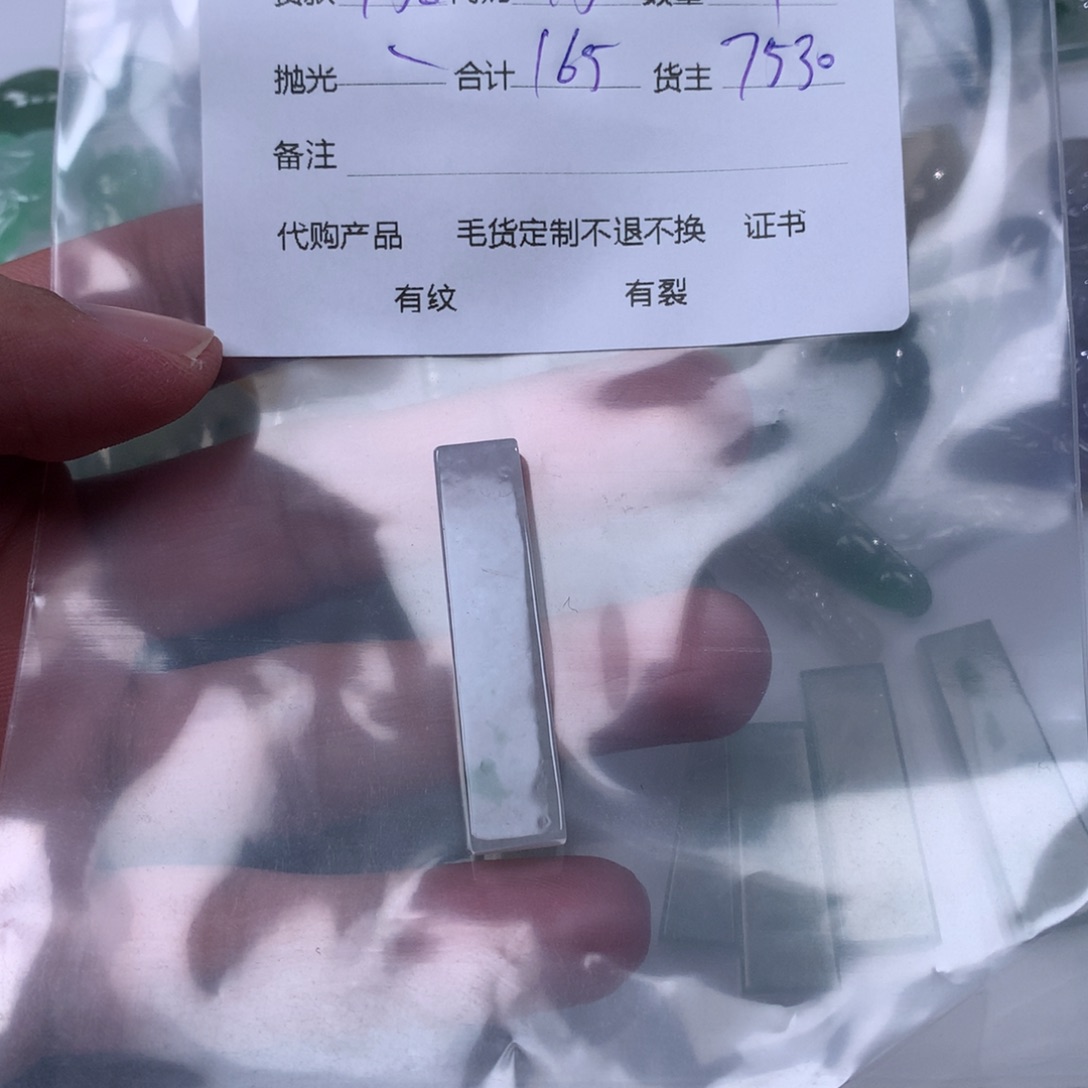 抛光 合计 165 货主 7530
备注
代购产品 毛货定制不退不换 证书
有纹 有裂